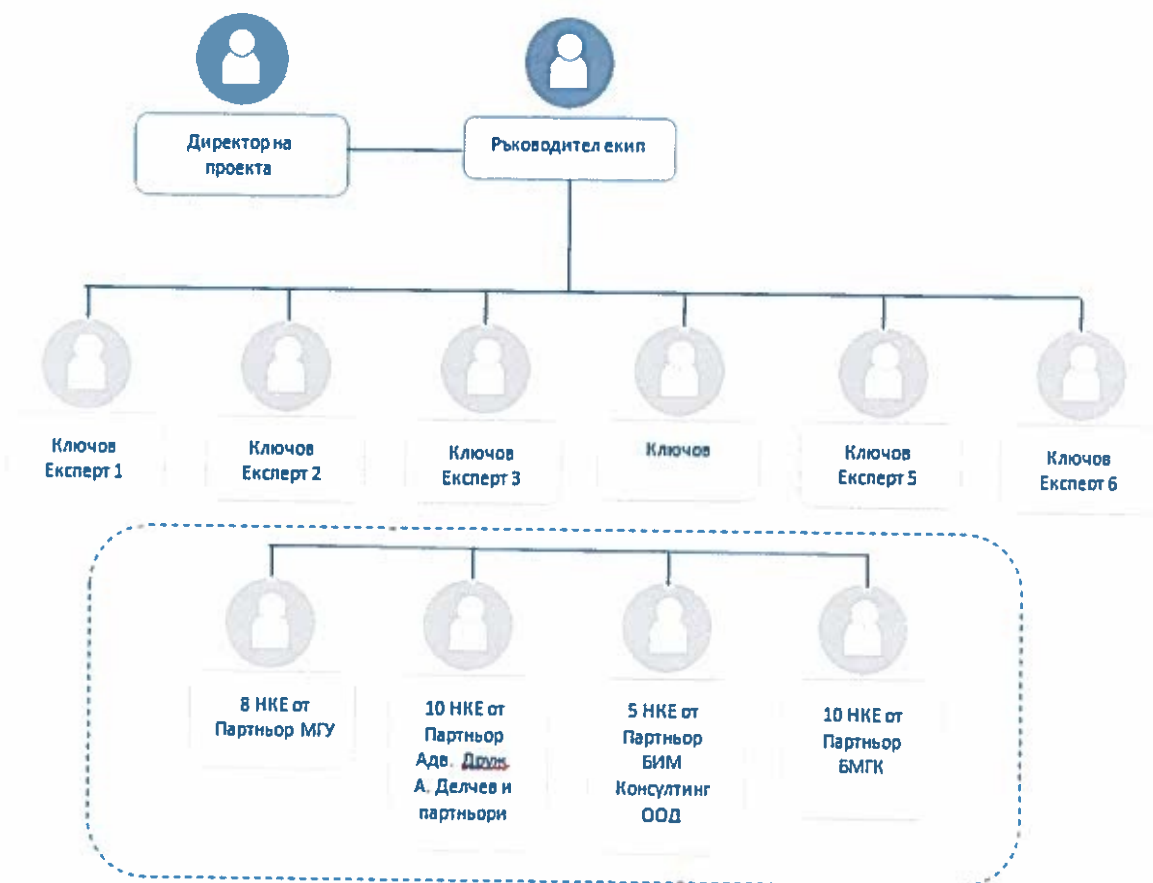 Директор на
проекта
Ръководител екип
Ключов
Експерт 1
Ключов
Експерт 2
Ключов
Експерт 3
Ключов
Ключов
Експерт 5
Ключов
Експерт 6
8 НКЕ от
Партньор МГУ
10 НКЕ от
Партньор
Адв. Друж
А. Делчев и
партньори
5 НКЕ от
Партньор
БИМ
Консултинг
ООД
10 НКЕ от
Партньор
БМГК